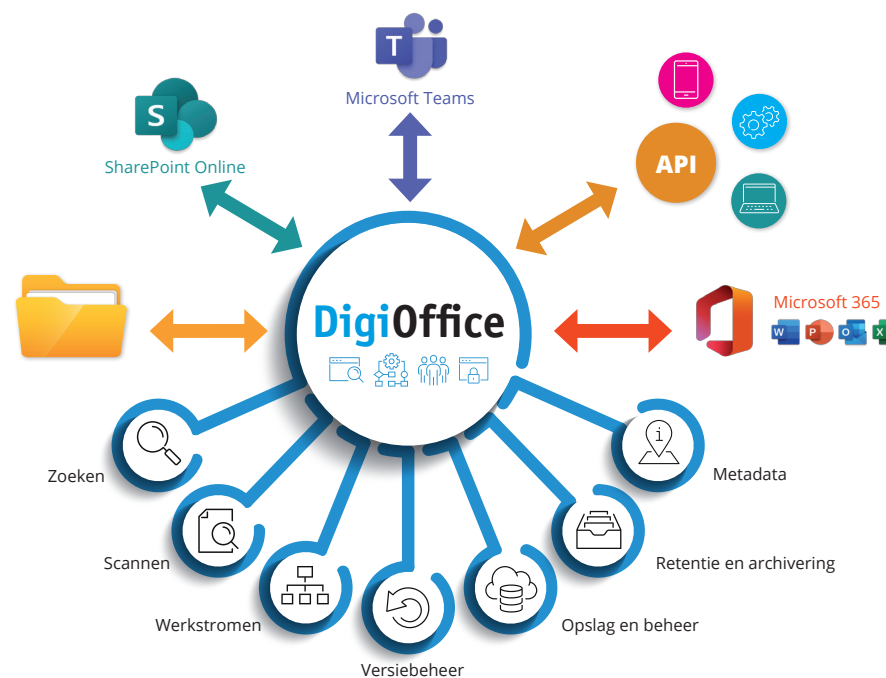 T
Microsoft Teams
S
SharePoint Online
API
DigiOffice
Microsoft 365
W P O X
Zoeken
Metadata
Scannen
Retentie en archivering
Werkstromen
Opslag en beheer
Versiebeheer